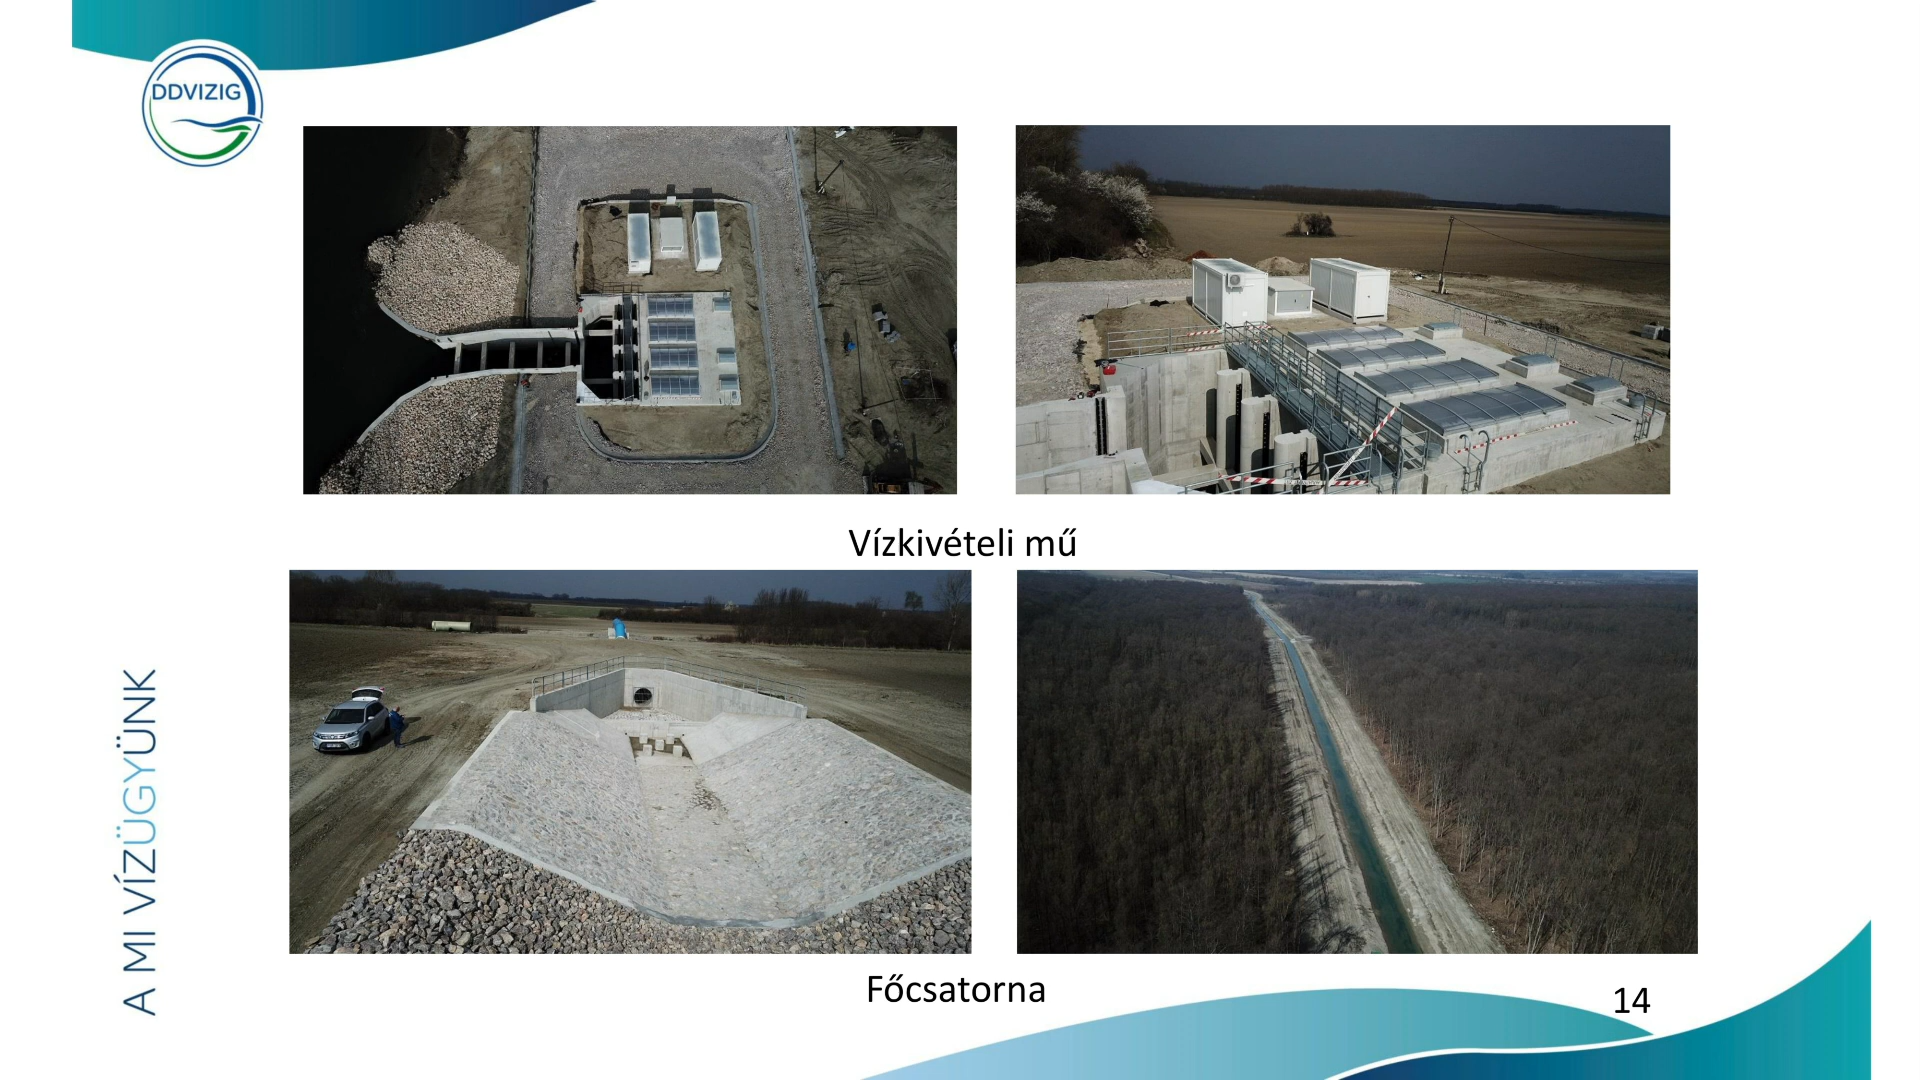 DDVIZIG
Vízkivételi mű
A MI VÍZÜGYÜNK
Főcsatorna
14